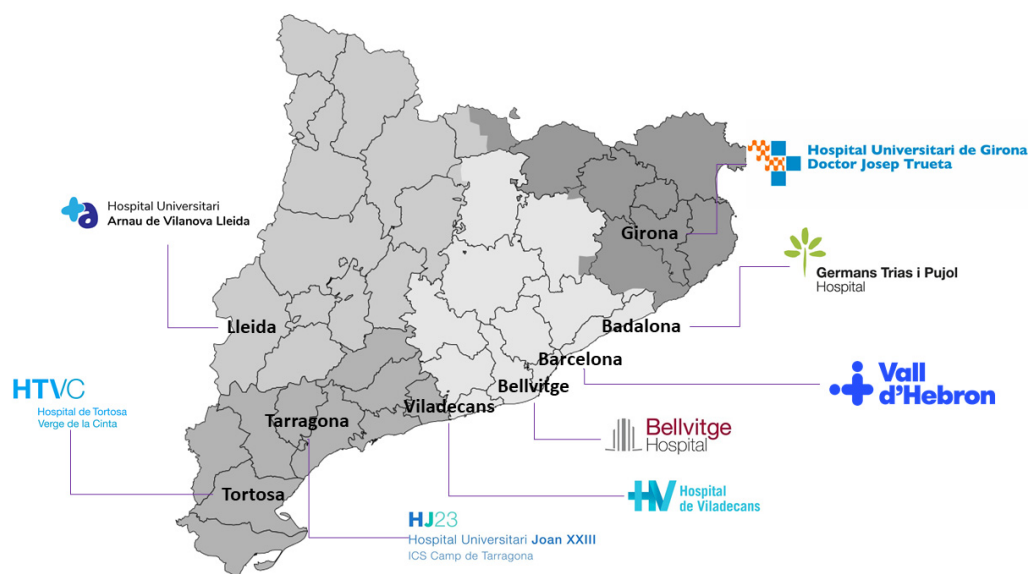 Hospital Universitari de Girona
Doctor Josep Trueta
Hospital Universitari
Arnau de Vilanova Lleida
Girona
Germans Trias i Pujol
Hospital
Lleida
Badalona
Barcelona
Vall
d'Hebron
HTVC
Hospital de Tortosa
Verge de la Cinta
Bellvitge
Viladecans
Tarragona
Bellvitge
Hospital
Tortosa
HV
Hospital
de Viladecans
HJ23
Hospital Universitari Joan XXIII
ICS Camp de Tarragona